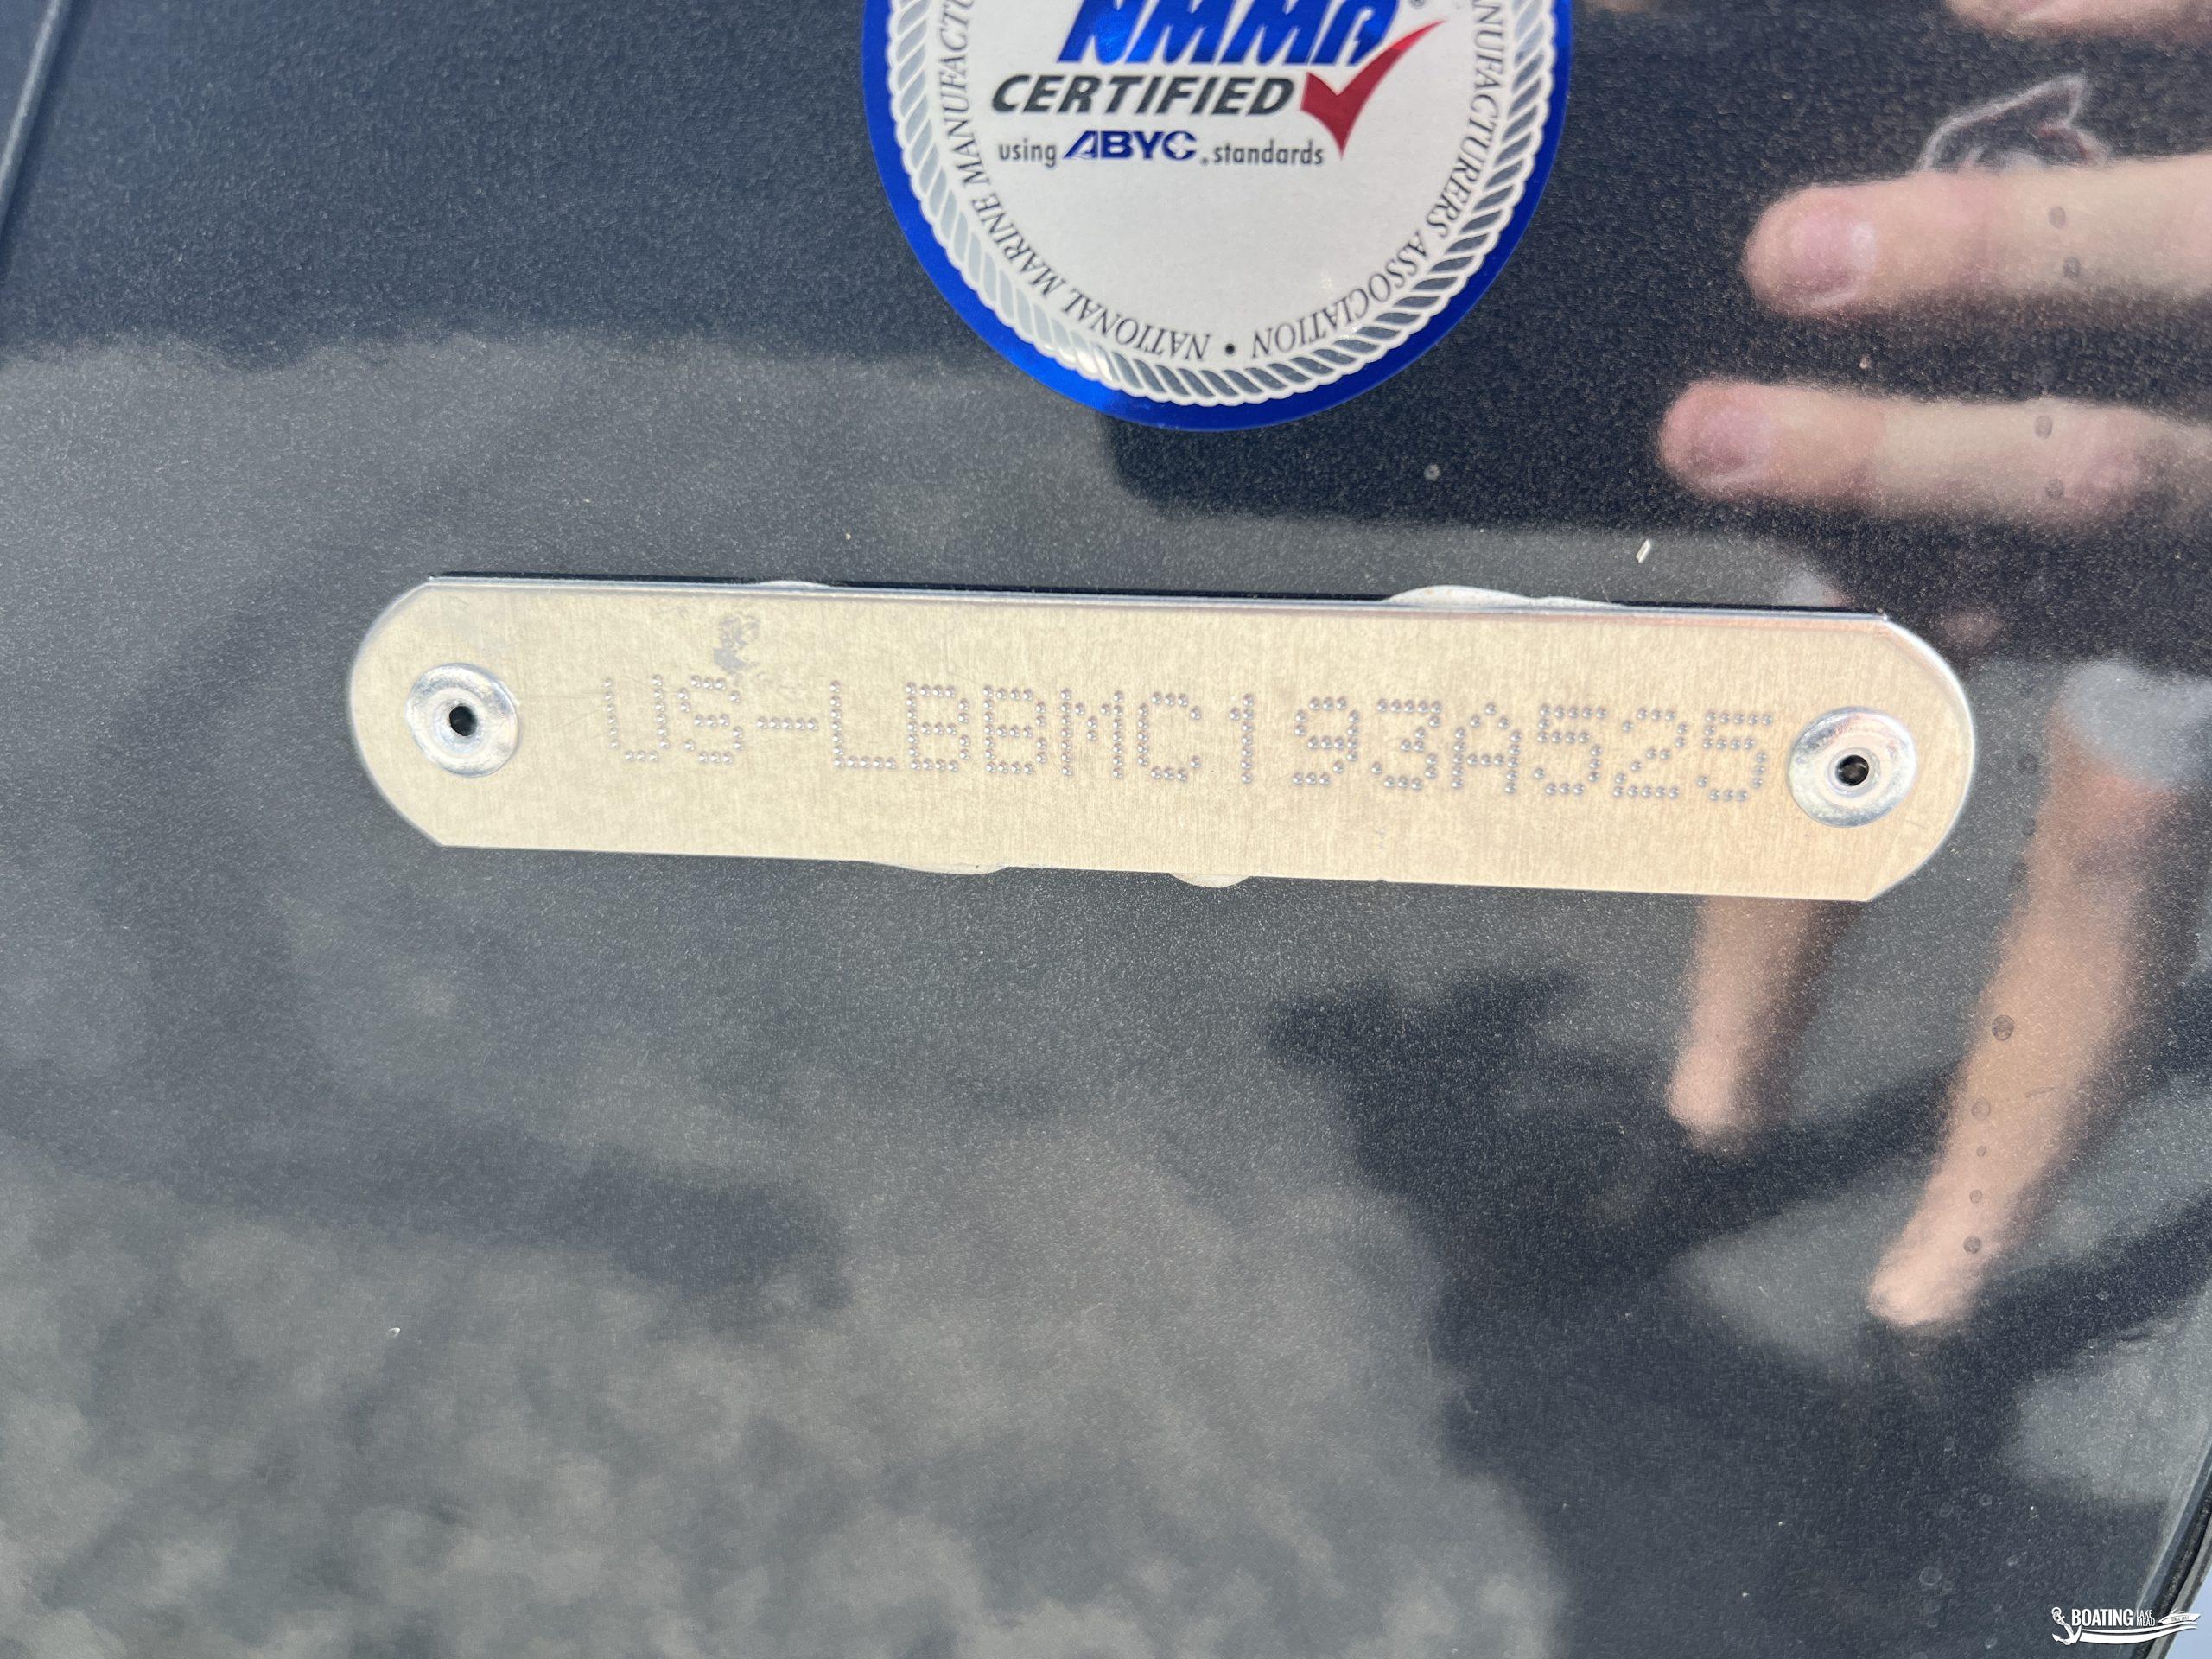 NMMA®
CERTIFIED
using ABYC® standards
NATIONAL MARINE MANUFACTURERS ASSOCIATION •
US-LBBMC193A525
BOATING LAKE MEAD